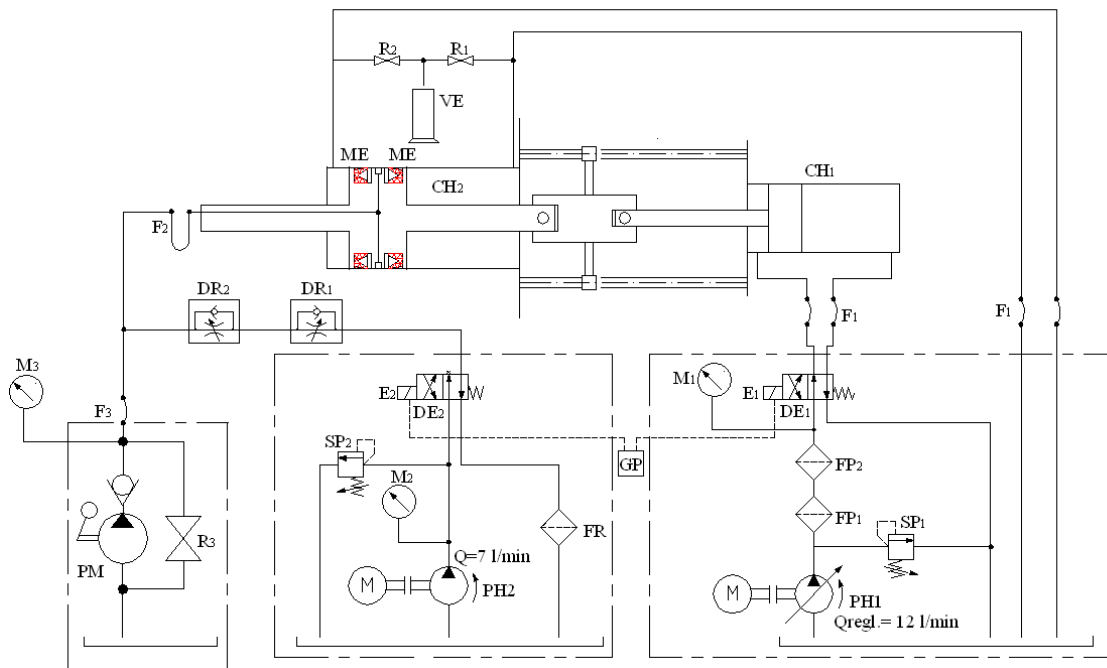 R2 R1
VE
ME ME
CH2
CH1
F2
DR2 DR1
F1
F1
M3
M1
E2
DE2
E1
DE1
F3
SP2
GP
M2
FP2
FR
FP1
SP1
R3
Q=7 l/min
PM
M
PH2
M
PH1
Qregl.= 12 l/min